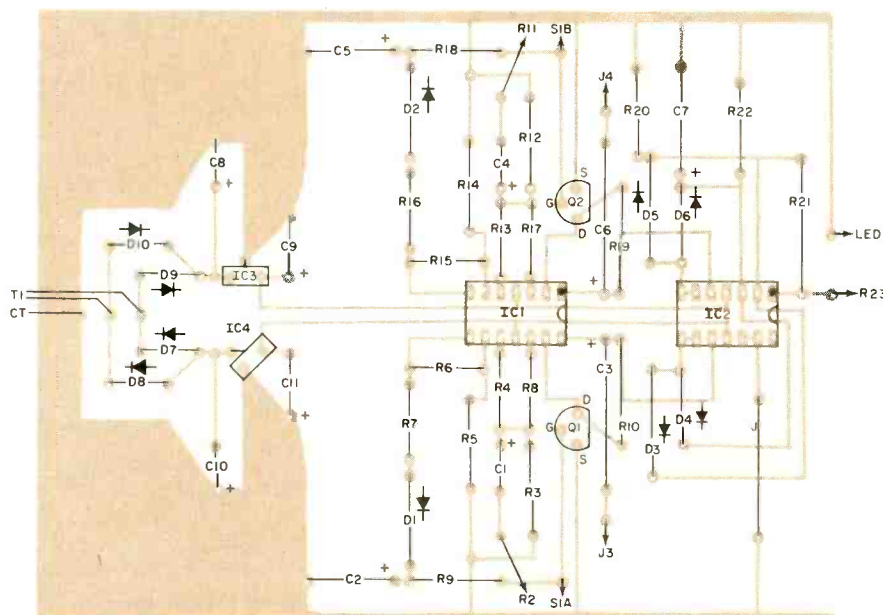 R11 S1B
C5 + R18
J4
D2 R20 C7 R22
R12
C8 C4
R14
+ R16 + S + R21
G Q2 D5 D6
R13 R17 D C6
D10 C9 R19 LED
R15
D9 IC3 + +
T1 IC1 IC2 R23
CT
IC4
D7 + C3
R6 R4 R8
D8 C11 D
R7 G Q1 R10 D4 J
+ R5 + S D3
C10 C1
+ R3
D1
J3
+
C2 R9
R2 S1A